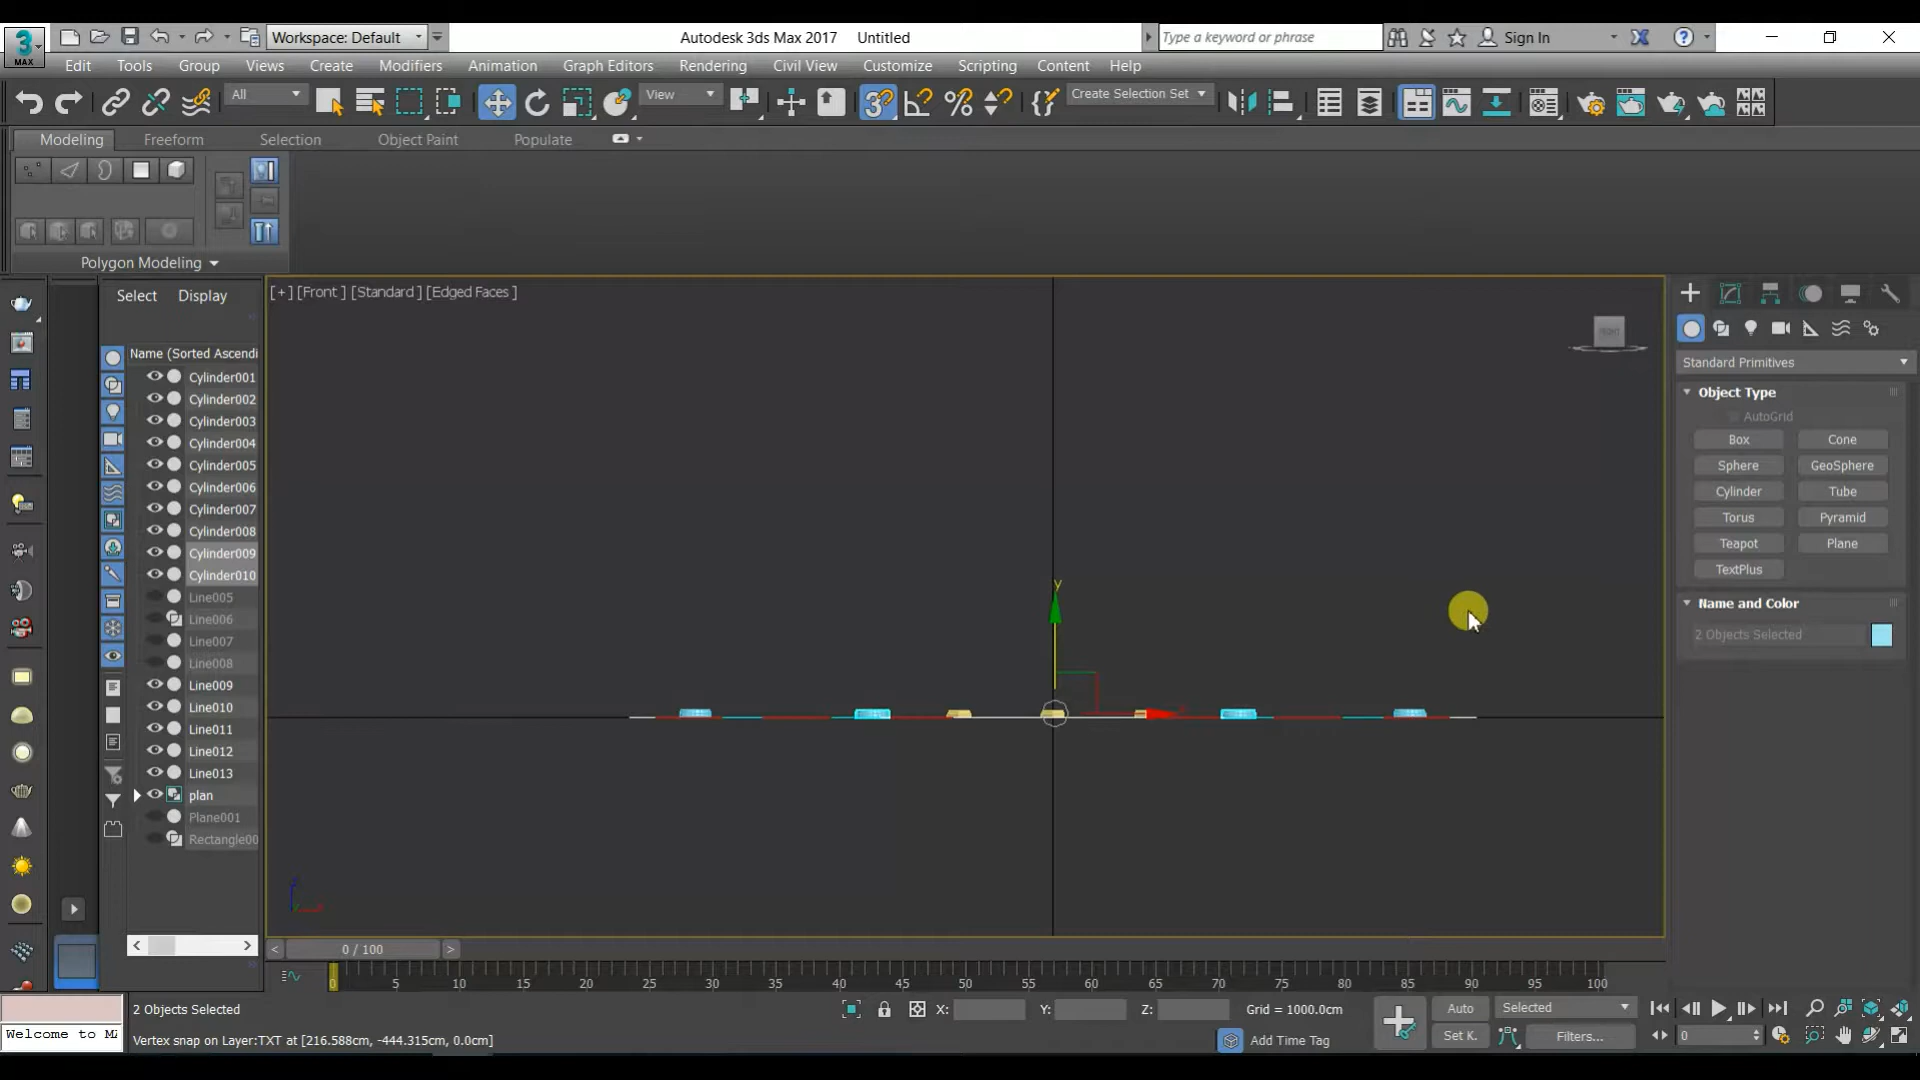 3
MAX
Workspace: Default
Autodesk 3ds Max 2017 Untitled
Type a keyword or phrase
Sign In
Edit Tools Group Views Create Modifiers Animation Graph Editors Rendering Civil View Customize Scripting Content Help
All
View
Create Selection Set
Modeling Freeform Selection Object Paint Populate
Polygon Modeling
Select Display
Name (Sorted Ascendi
Cylinder001
Cylinder002
Cylinder003
Cylinder004
Cylinder005
Cylinder006
Cylinder007
Cylinder008
Cylinder009
Cylinder010
Line005
Line006
Line007
Line008
Line009
Line010
Line011
Line012
Line013
plan
Plane001
Rectangle00
[+] [Front ] [Standard ] [Edged Faces ]
FRONT
y
Standard Primitives
Object Type
AutoGrid
Box Cone
Sphere GeoSphere
Cylinder Tube
Torus Pyramid
Teapot Plane
TextPlus
Name and Color
2 Objects Selected
< 0 / 100 >
0 5 10 15 20 25 30 35 40 45 50 55 60 65 70 75 80 85 90 95 100
2 Objects Selected
X: Y: Z: Grid = 1000.0cm
Auto Selected
Welcome to MA
Vertex snap on Layer:TXT at [216.588cm, -444.315cm, 0.0cm]
Add Time Tag
Set K. Filters...
0